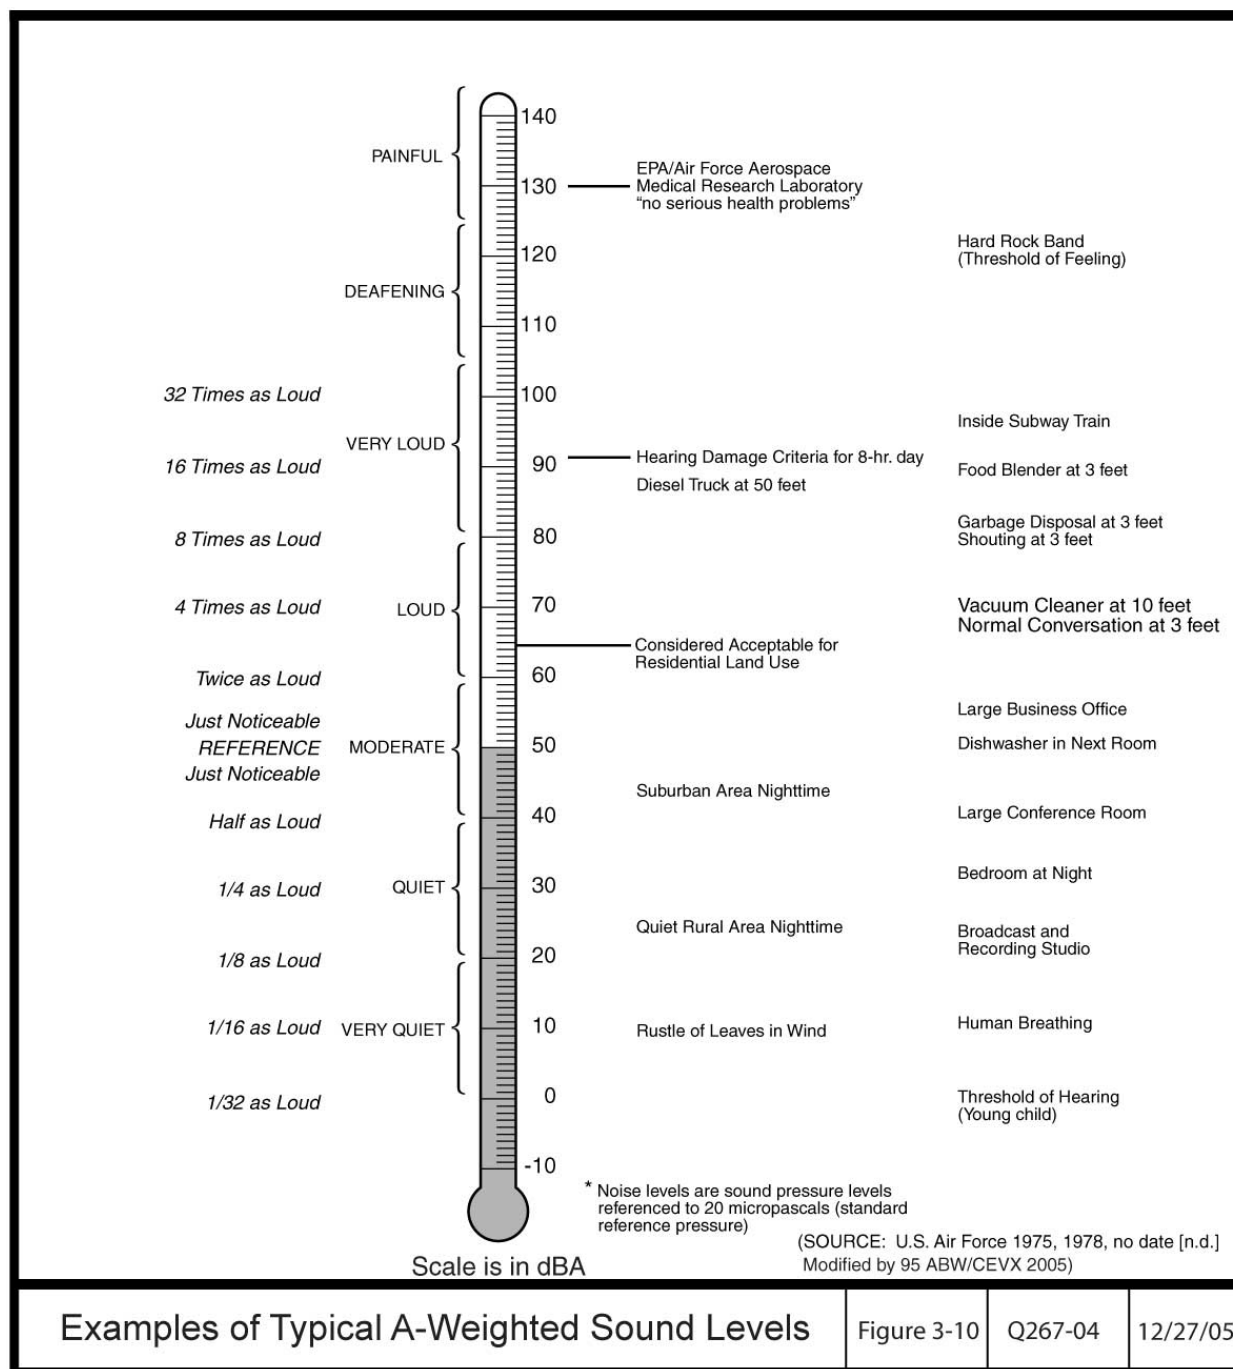 140
PAINFUL
EPA/Air Force Aerospace
Medical Research Laboratory
“no serious health problems”
130
Hard Rock Band
(Threshold of Feeling)
120
DEAFENING
110
32 Times as Loud
100
Inside Subway Train
VERY LOUD
Hearing Damage Criteria for 8-hr. day
16 Times as Loud
90
Food Blender at 3 feet
Diesel Truck at 50 feet
Garbage Disposal at 3 feet
Shouting at 3 feet
8 Times as Loud
80
4 Times as Loud
LOUD
70
Vacuum Cleaner at 10 feet
Normal Conversation at 3 feet
Considered Acceptable for
Residential Land Use
Twice as Loud
60
Large Business Office
Just Noticeable
REFERENCE
MODERATE
50
Dishwasher in Next Room
Just Noticeable
Suburban Area Nighttime
Half as Loud
40
Large Conference Room
Bedroom at Night
1/4 as Loud
QUIET
30
Quiet Rural Area Nighttime
Broadcast and
Recording Studio
1/8 as Loud
20
1/16 as Loud
VERY QUIET
10
Rustle of Leaves in Wind
Human Breathing
1/32 as Loud
0
Threshold of Hearing
(Young child)
-10
* Noise levels are sound pressure levels
referenced to 20 micropascals (standard
reference pressure)
(SOURCE: U.S. Air Force 1975, 1978, no date [n.d.]
Modified by 95 ABW/CEVX 2005)
Scale is in dBA
Examples of Typical A-Weighted Sound Levels
Figure 3-10
Q267-04
12/27/05